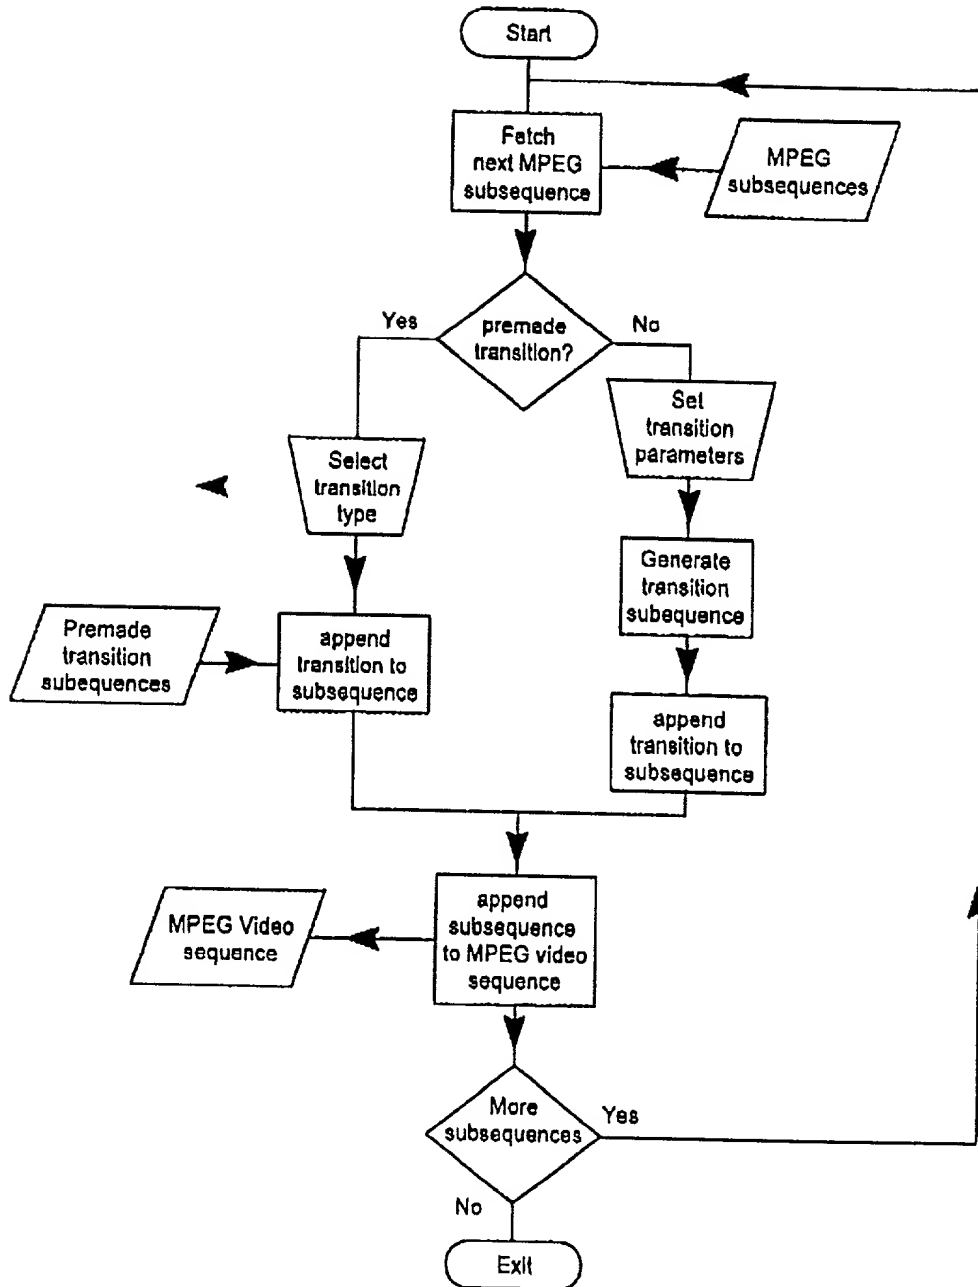 Start
Fetch
next MPEG
subsequence
MPEG
subsequences
Yes
premade
transition?
No
Set
transition
parameters
Select
transition
type
Generate
transition
subequence
Premade
transition
subequences
append
transition to
subsequence
append
transition to
subsequence
append
subsequence
to MPEG video
sequence
MPEG Video
sequence
More
subsequences
Yes
No
Exit